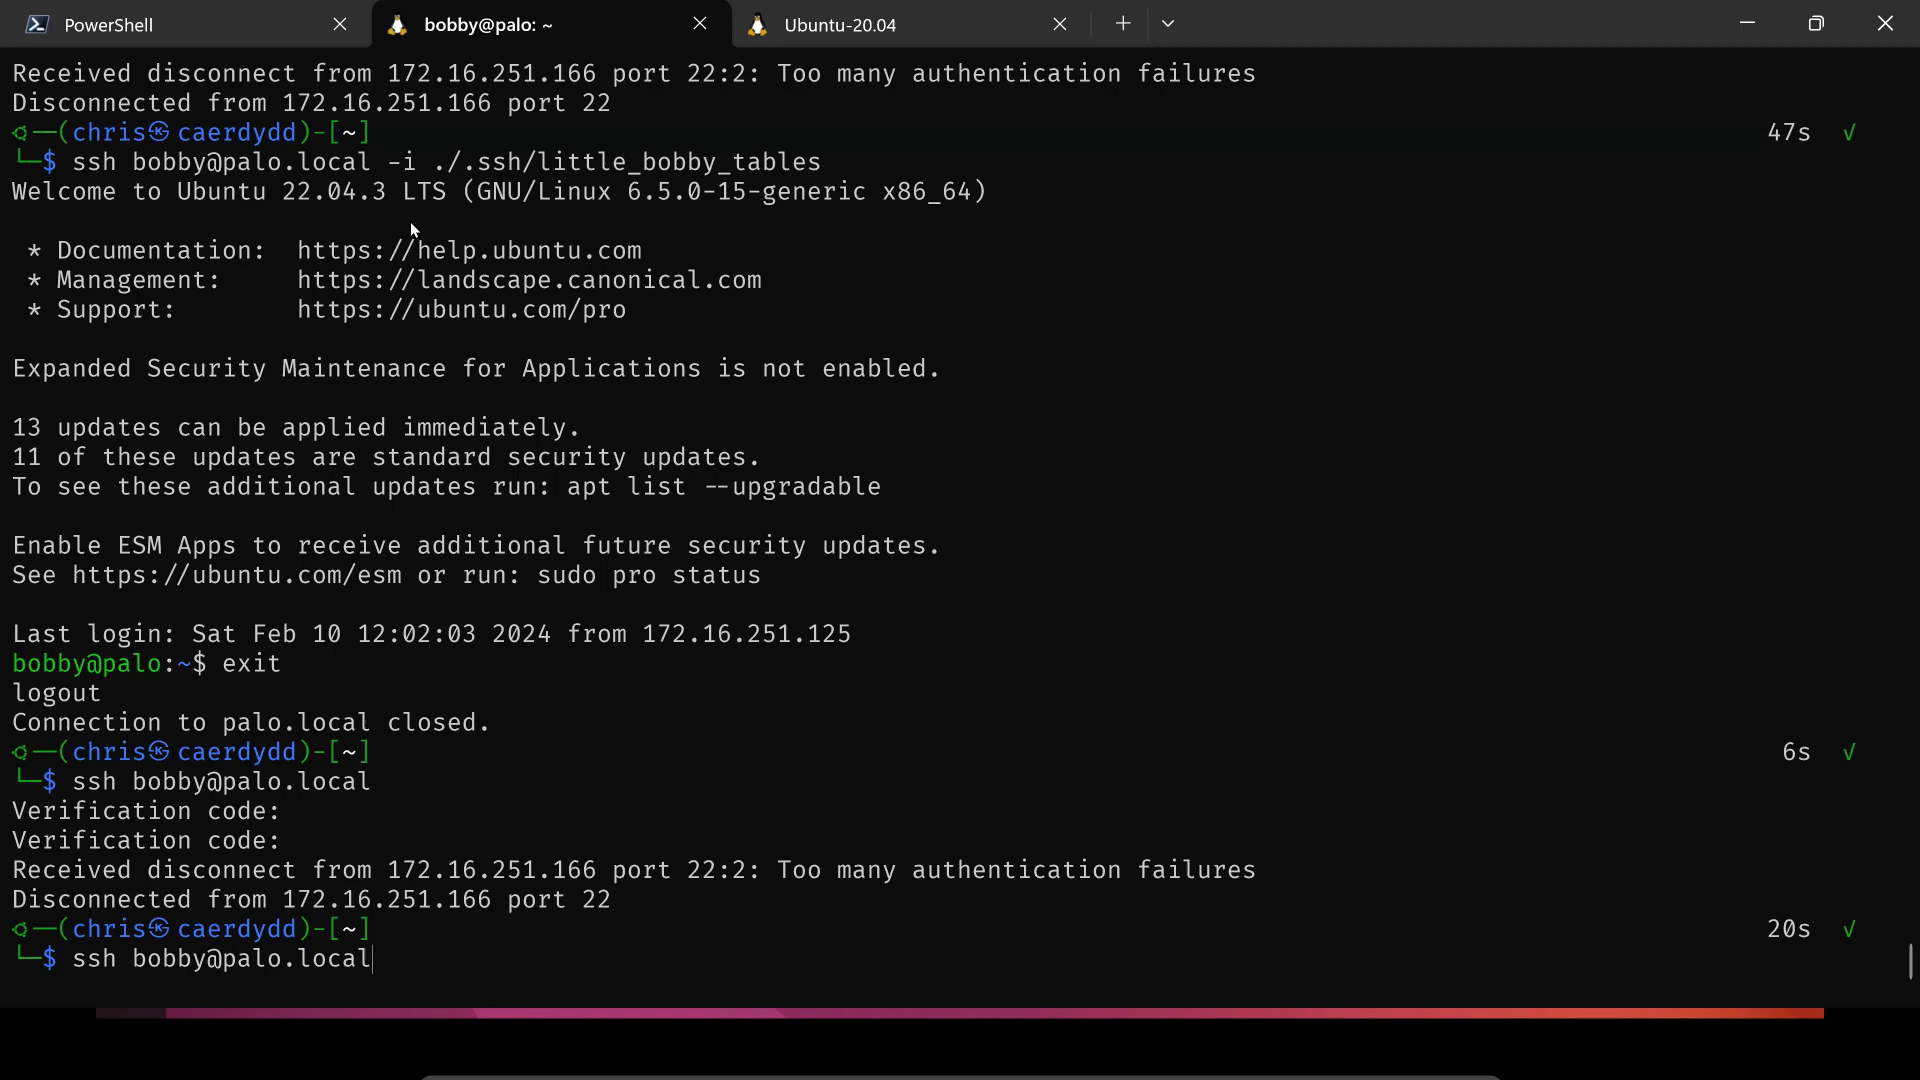 PowerShell
bobby@palo: ~
Ubuntu-20.04
Received disconnect from 172.16.251.166 port 22:2: Too many authentication failures
Disconnected from 172.16.251.166 port 22
(chris㉿caerdydd)-[~] 47s √
└─$ ssh bobby@palo.local -i ./.ssh/little_bobby_tables
Welcome to Ubuntu 22.04.3 LTS (GNU/Linux 6.5.0-15-generic x86_64)
* Documentation: https://help.ubuntu.com
* Management: https://landscape.canonical.com
* Support: https://ubuntu.com/pro
Expanded Security Maintenance for Applications is not enabled.
13 updates can be applied immediately.
11 of these updates are standard security updates.
To see these additional updates run: apt list --upgradable
Enable ESM Apps to receive additional future security updates.
See https://ubuntu.com/esm or run: sudo pro status
Last login: Sat Feb 10 12:02:03 2024 from 172.16.251.125
bobby@palo:~$ exit
logout
Connection to palo.local closed.
(chris㉿caerdydd)-[~] 6s √
└─$ ssh bobby@palo.local
Verification code:
Verification code:
Received disconnect from 172.16.251.166 port 22:2: Too many authentication failures
Disconnected from 172.16.251.166 port 22
(chris㉿caerdydd)-[~] 20s √
└─$ ssh bobby@palo.local